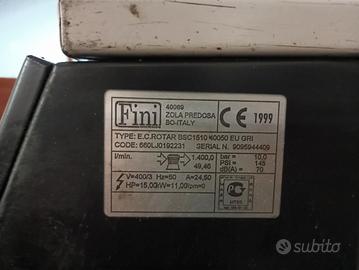 Fini
40069
ZOLA PREDOSA
BO-ITALY
CE 1999
TYPE: E.C.ROTAR BSC1510 40050 EU GRI
CODE: 660LJ0192231 SERIAL N. 9095944409
l/min. 1.400,0 bar = 10,0
49,46 PSI = 145
dB(A) = 70
V=400/3 Hz=50 A=24,50
HP=15,00 kW=11,00 rpm=0
subito